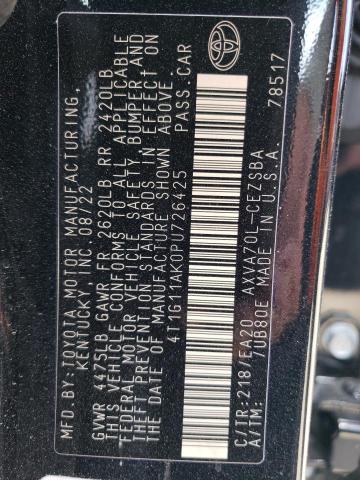 MFD.BY:TOYOTA MOTOR MANUFACTURING,
KENTUCKY,INC. 08/22
GVWR 4475LB GAWR FR 2620LB RR 2420LB
THIS VEHICLE CONFORMS TO ALL APPLICABLE
FEDERAL MOTOR VEHICLE SAFETY, BUMPER,AND
THEFT PREVENTION STANDARDS IN EFFECT ON
THE DATE OF MANUFACTURE SHOWN ABOVE.
4T1G11AK0PU726425 PASS.CAR
C/TR:218/EA20 AXVA70L-CEZSBA
A/TM: 7UB80E MADE IN U.S.A.
78517